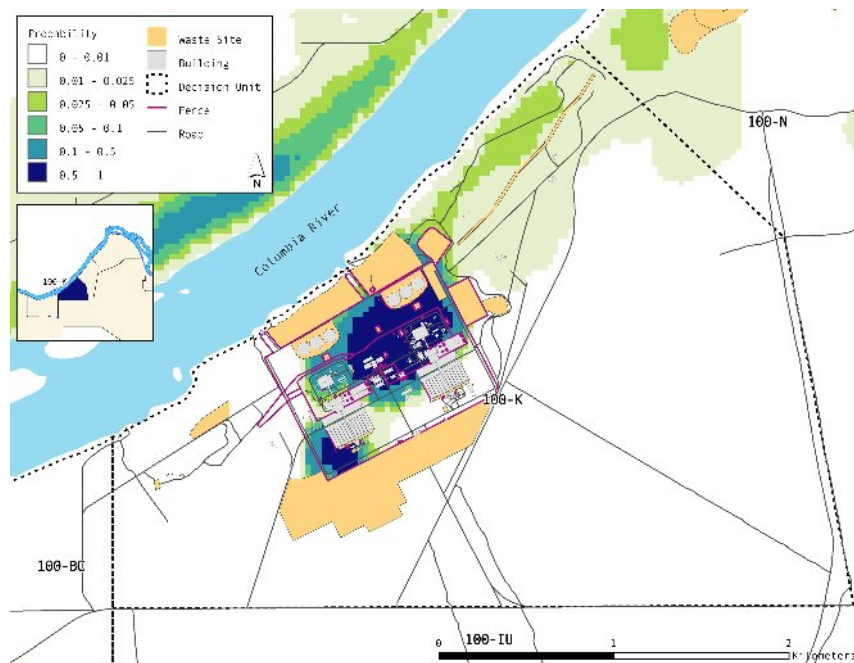 Probability
0 - 0.01
0.01 - 0.025
0.025 - 0.05
0.05 - 0.1
0.1 - 0.5
0.5 - 1
Waste Site
Building
Decision Unit
Fence
Road
N
100-K
Columbia River
100-N
100-K
100-BC
100-IU
0 1 2
Kilometers